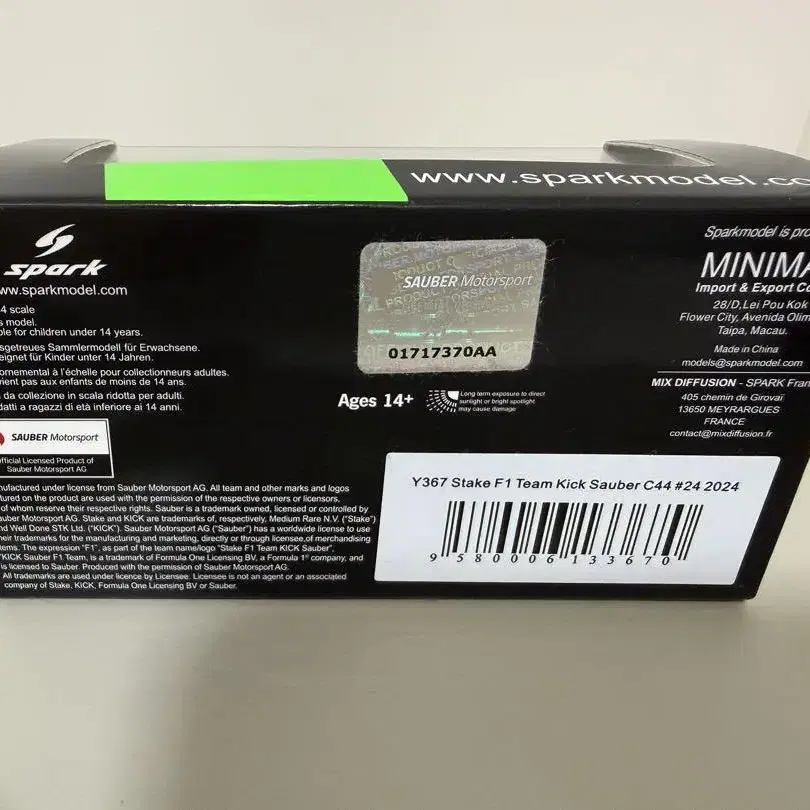 www.sparkmodel.co
spark
ww.sparkmodel.com
4 scale
s model.
ble for children under 14 years.
sgetreues Sammlermodell für Erwachsene.
eignet für Kinder unter 14 Jahren.
ornemental à l'échelle pour collectionneurs adultes.
vient pas aux enfants de moins de 14 ans.
da collezione in scala ridotta per adulti.
datti a ragazzi di età inferiore ai 14 anni.
SAUBER Motorsport
official Licensed Product of
Sauber Motorsport AG
nufactured under license from Sauber Motorsport AG. All team and other marks and logos
tured on the product are used with the permission of the respective owners or licensors,
of whom reserve their respective rights. Sauber is a trademark owned, licensed or controlled by
auber Motorsport AG. Stake and KICK are trademarks of, respectively, Medium Rare N.V. ("Stake")
nd Well Done STK Ltd. ("KICK"). Sauber Motorsport AG ("Sauber") has a worldwide license to use
heir trademarks for the manufacturing and marketing, directly or through licensee, of merchandising
tems. The expression "F1", as part of the team name/logo "Stake F1 Team KICK Sauber",
"KICK Sauber F1 Team, is a trademark of Formula One Licensing BV, a Formula 1® company, and
is licensed to Sauber. Produced with the permission of Sauber Motorsport AG.
All trademarks are used under licence by Licensee. Licensee is not an agent or an associated
company of Stake, KICK, Formula One Licensing BV or Sauber.
SAUBER Motorsport
01717370AA
Ages 14+
Long term exposure to direct
sunlight or bright spotlight
may cause damage
Sparkmodel is pro
MINIMA
Import & Export Co
28/D,Lei Pou Kok
Flower City, Avenida Olim
Taipa, Macau.
Made in China
models@sparkmodel.com
MIX DIFFUSION - SPARK Fran
405 chemin de Girovaï
13650 MEYRARGUES
FRANCE
contact@mixdiffusion.fr
Y367 Stake F1 Team Kick Sauber C44 #24 2024
9 580006 133670